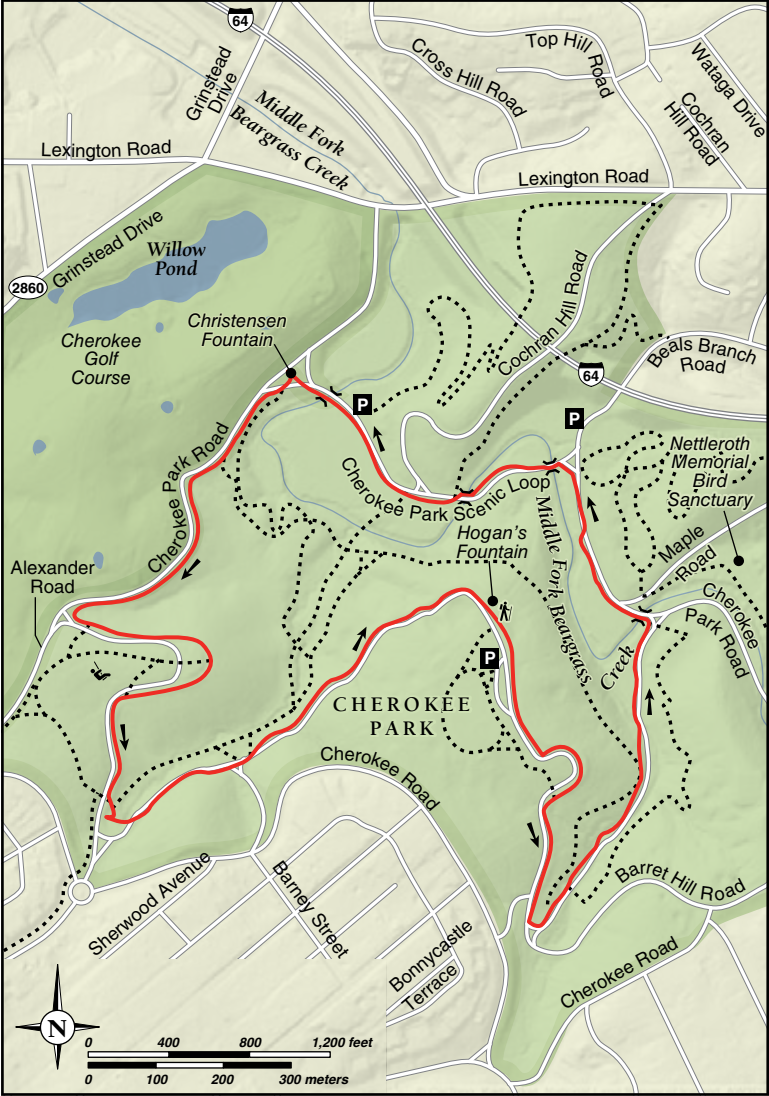 64
Grinstead
Drive
Middle Fork
Beargrass Creek
Cross Hill Road
Top Hill
Road
Wataga Drive
Cochran
Hill Road
Lexington Road
Lexington Road
Grinstead Drive
2860
Willow
Pond
Christensen
Fountain
Cherokee
Golf
Course
Cochran Hill Road
64
Beals Branch
Road
P
P
Nettleroth
Memorial
Bird
Sanctuary
Cherokee Park Road
Cherokee Park Scenic Loop
Hogan's
Fountain
Middle Fork Beargrass
Creek
Maple
Road
Cherokee
Park Road
Alexander
Road
P
CHEROKEE
PARK
Cherokee Road
Sherwood Avenue
Barney Street
Bonnycastle
Terrace
Barret Hill Road
Cherokee Road
N
0 400 800 1,200 feet
0 100 200 300 meters